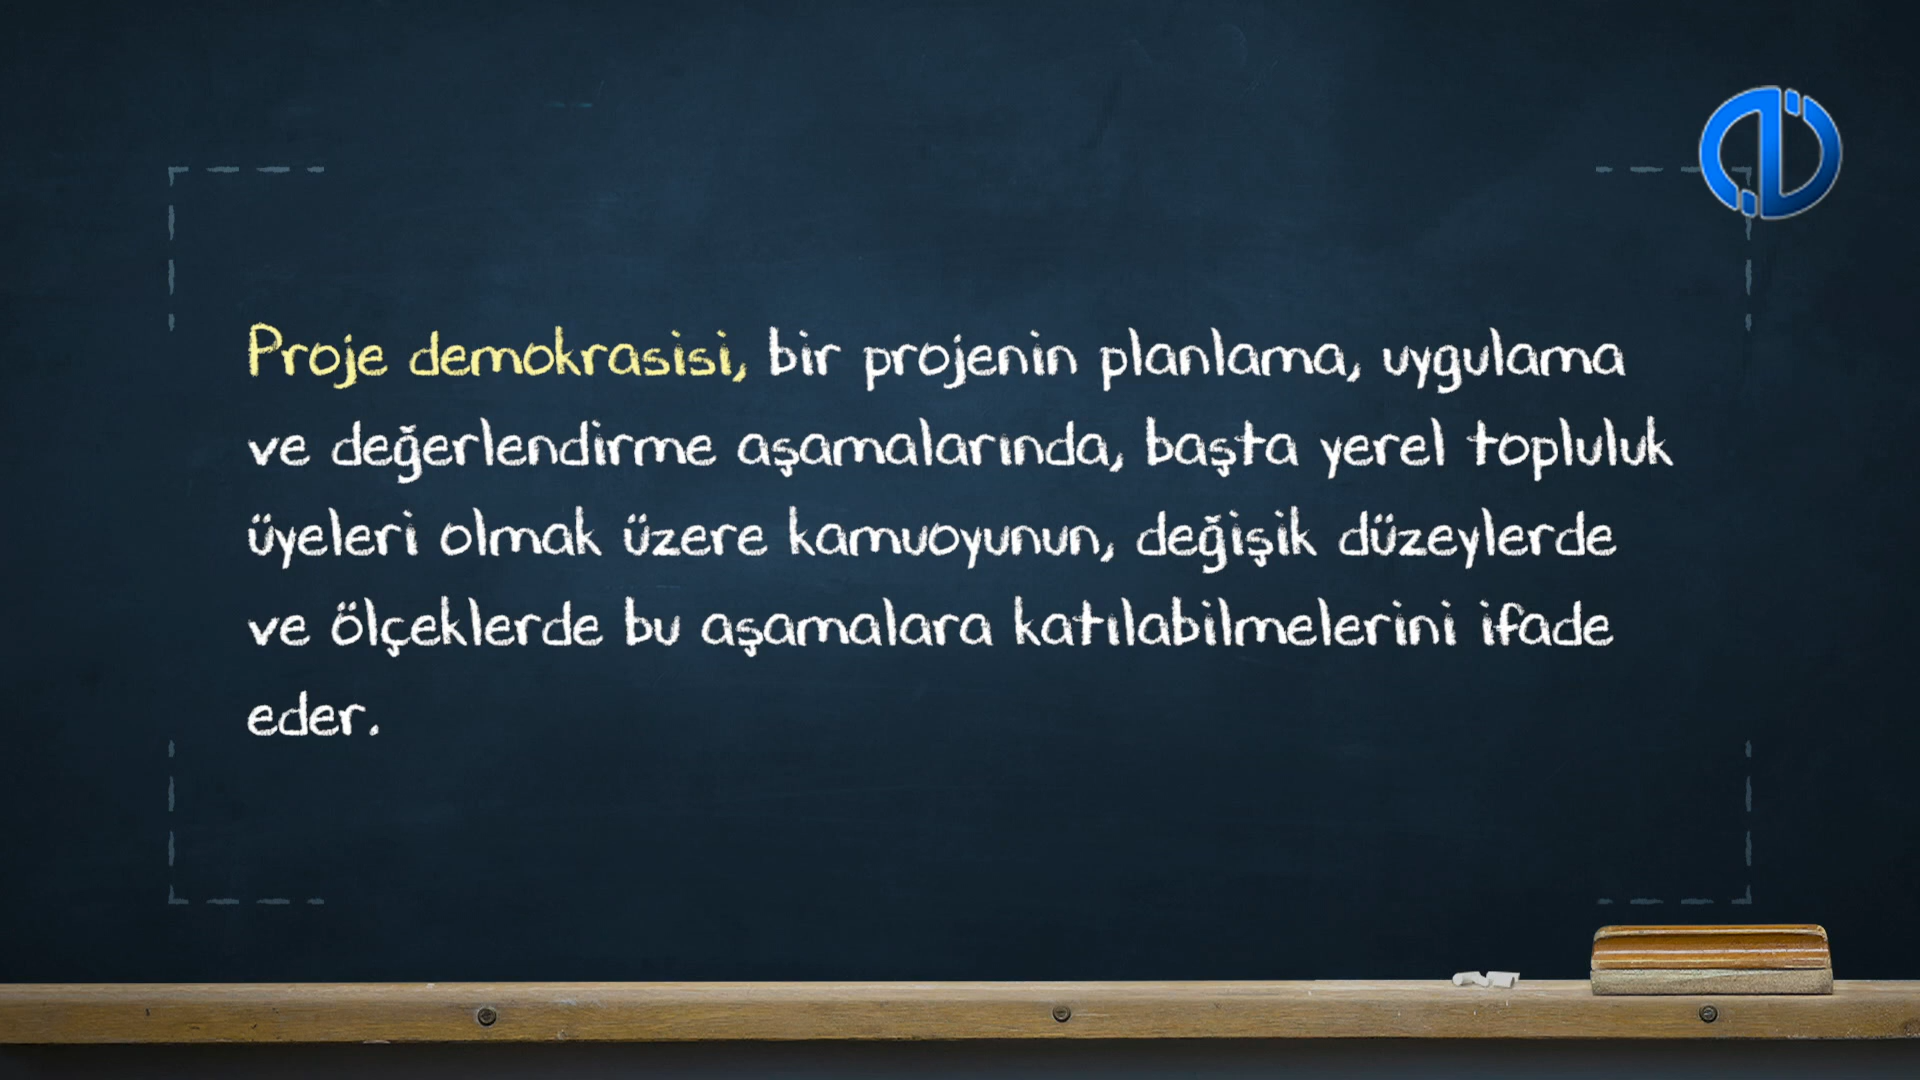 Proje demokrasisi, bir projenin planlama, uygulama
ve değerlendirme aşamalarında, başta yerel topluluk
üyeleri olmak üzere kamuoyunun, değişik düzeylerde
ve ölçeklerde bu aşamalara katılabilmelerini ifade
eder.